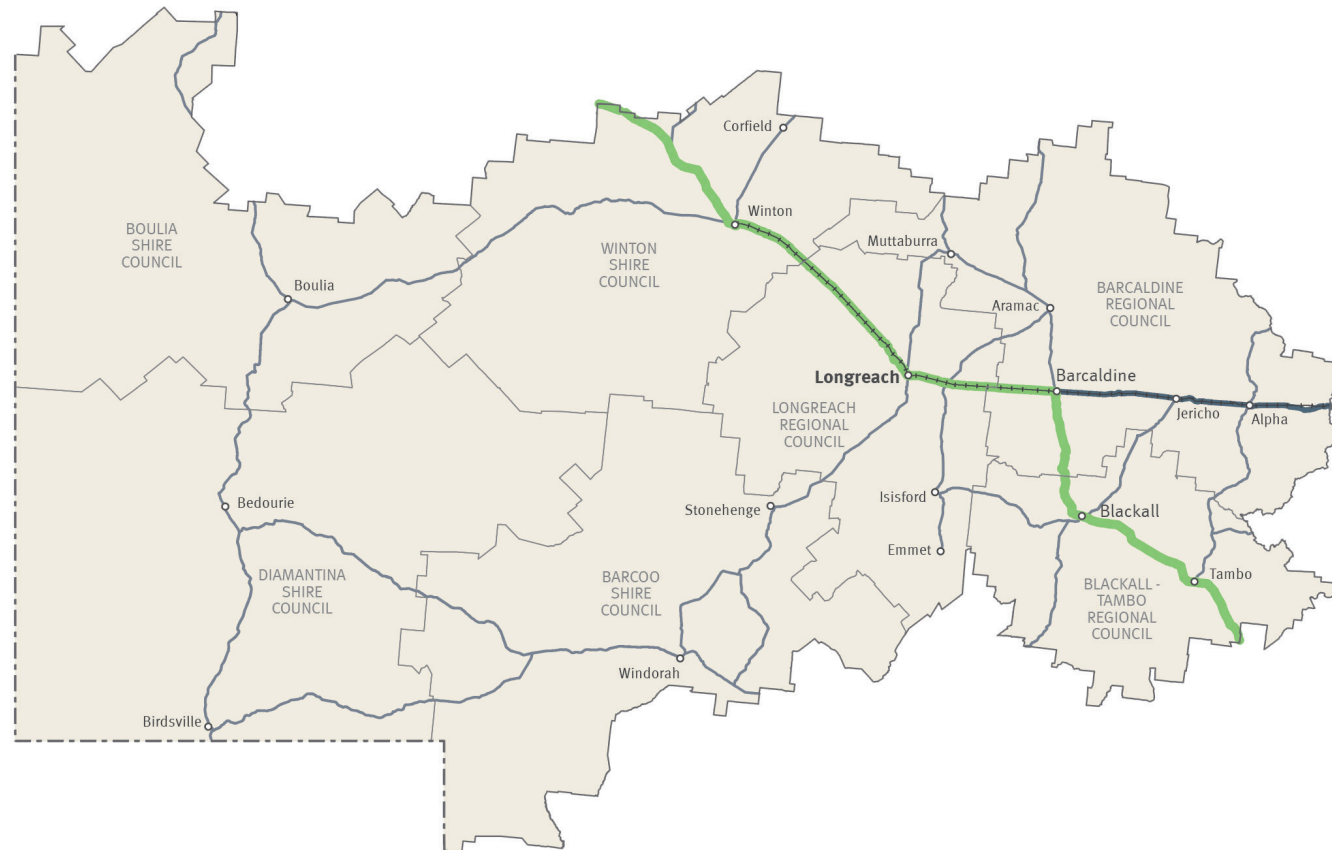 Corfield
Winton
BOULIA
SHIRE
COUNCIL
WINTON
SHIRE
COUNCIL
Muttaburra
Boulia
Aramac
BARCALDINE
REGIONAL
COUNCIL
Longreach
Barcaldine
LONGREACH
REGIONAL
COUNCIL
Jericho
Alpha
Bedourie
Stonehenge
Isisford
Blackall
Emmet
DIAMANTINA
SHIRE
COUNCIL
BARCOO
SHIRE
COUNCIL
Tambo
BLACKALL -
TAMBO
REGIONAL
COUNCIL
Windorah
Birdsville